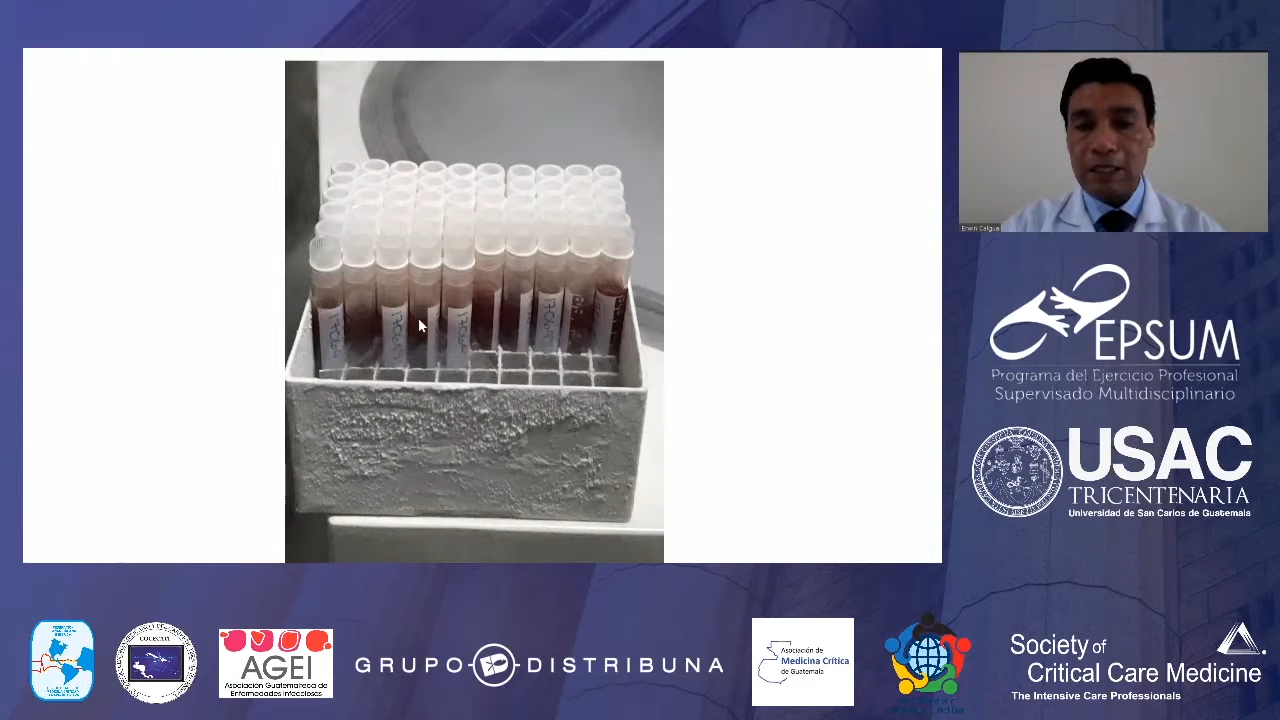 Erwin Calgua
EPSUM
Programa del Ejercicio Profesional
Supervisado Multidisciplinario
USAC
TRICENTENARIA
Universidad de San Carlos de Guatemala
COCECATI
AGEI
Asociación Guatemalteca de
Enfermedades Infecciosas
GRUPO DISTRIBUNA
Asociación de
Medicina Crítica
de Guatemala
Society of
Critical Care Medicine
The Intensive Care Professionals